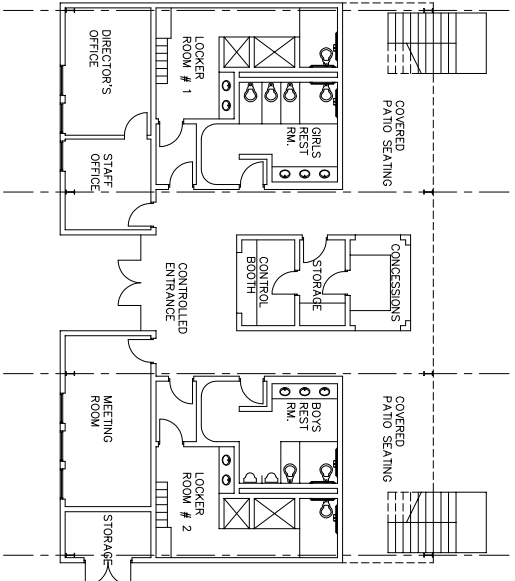 DIRECTOR'S
OFFICE
LOCKER
ROOM # 1
COVERED
PATIO SEATING
GIRLS
REST
RM.
STAFF
OFFICE
CONTROLLED
ENTRANCE
CONTROL
BOOTH
STORAGE
CONCESSIONS
MEETING
ROOM
BOYS
REST
RM.
COVERED
PATIO SEATING
LOCKER
ROOM # 2
STORAGE